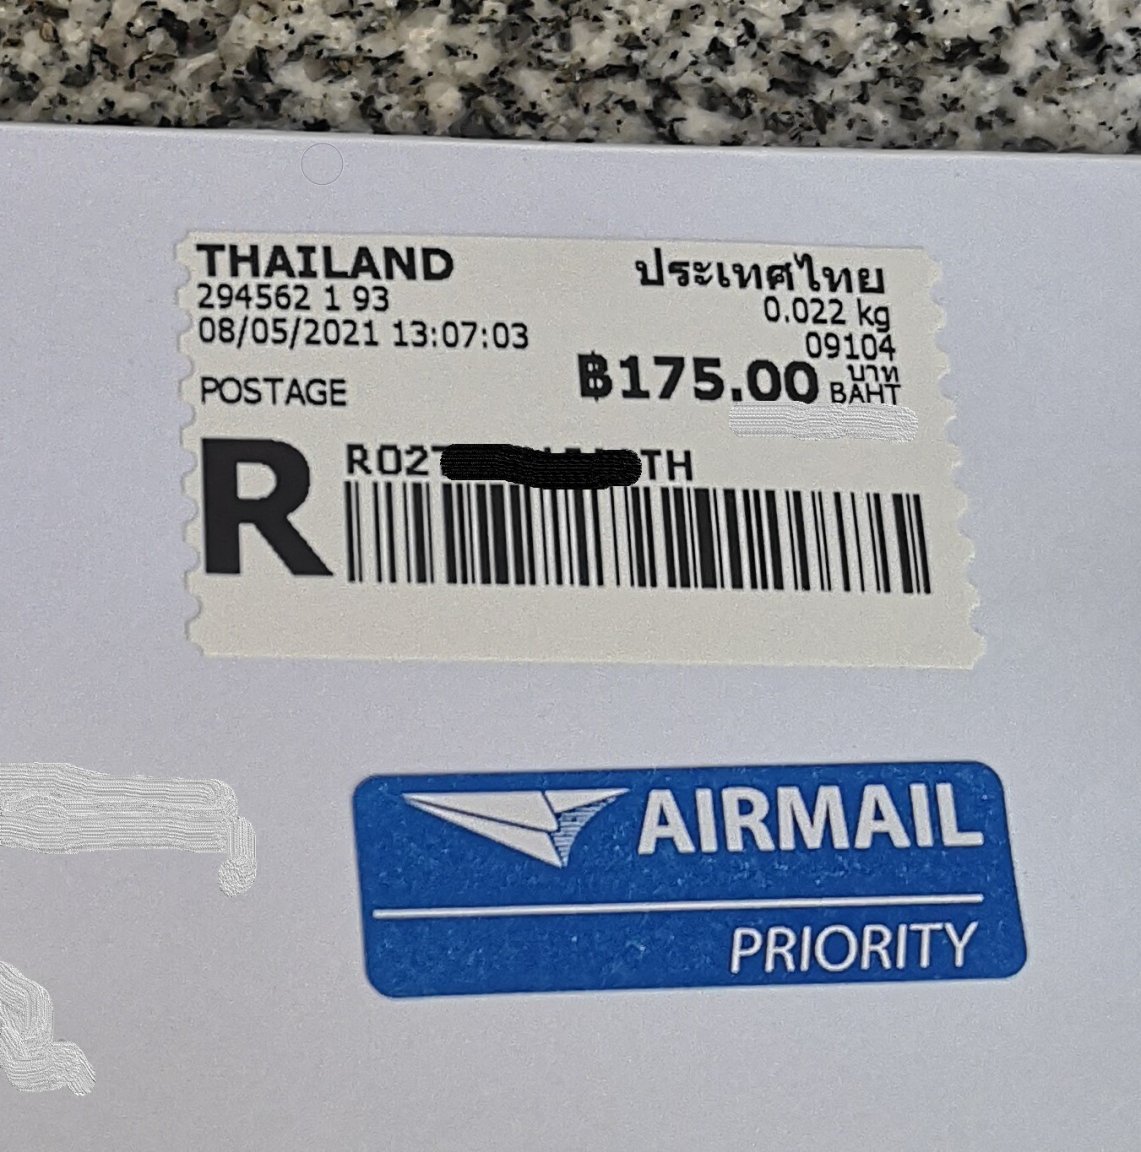 THAILAND ประเทศไทย
294562 1 93 0.022 kg
08/05/2021 13:07:03 09104
POSTAGE ฿175.00 บาท BAHT
R
TH
AIRMAIL
PRIORITY